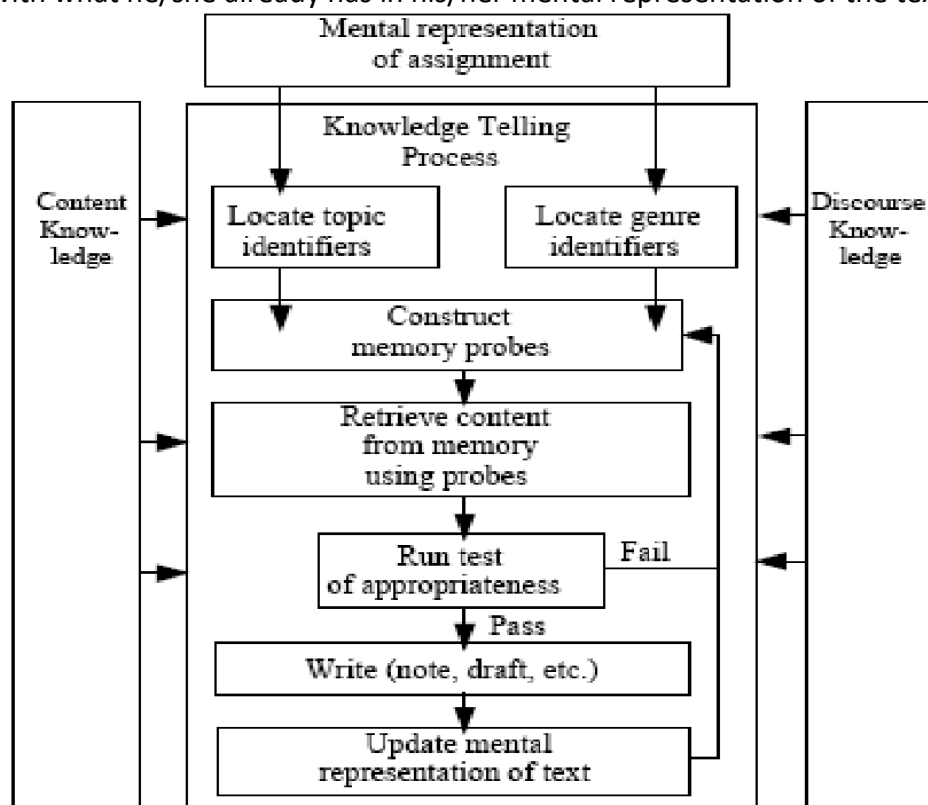 with what he/she already has in his/her mental representation of the tex
Mental representation
of assignment
Knowledge Telling
Process
Content
Know-
ledge
Locate topic
identifiers
Locate genre
identifiers
Discourse
Know-
ledge
Construct
memory probes
Retrieve content
from memory
using probes
Run test
of appropriateness
Fail
Pass
Write (note, draft, etc.)
Update mental
representation of text